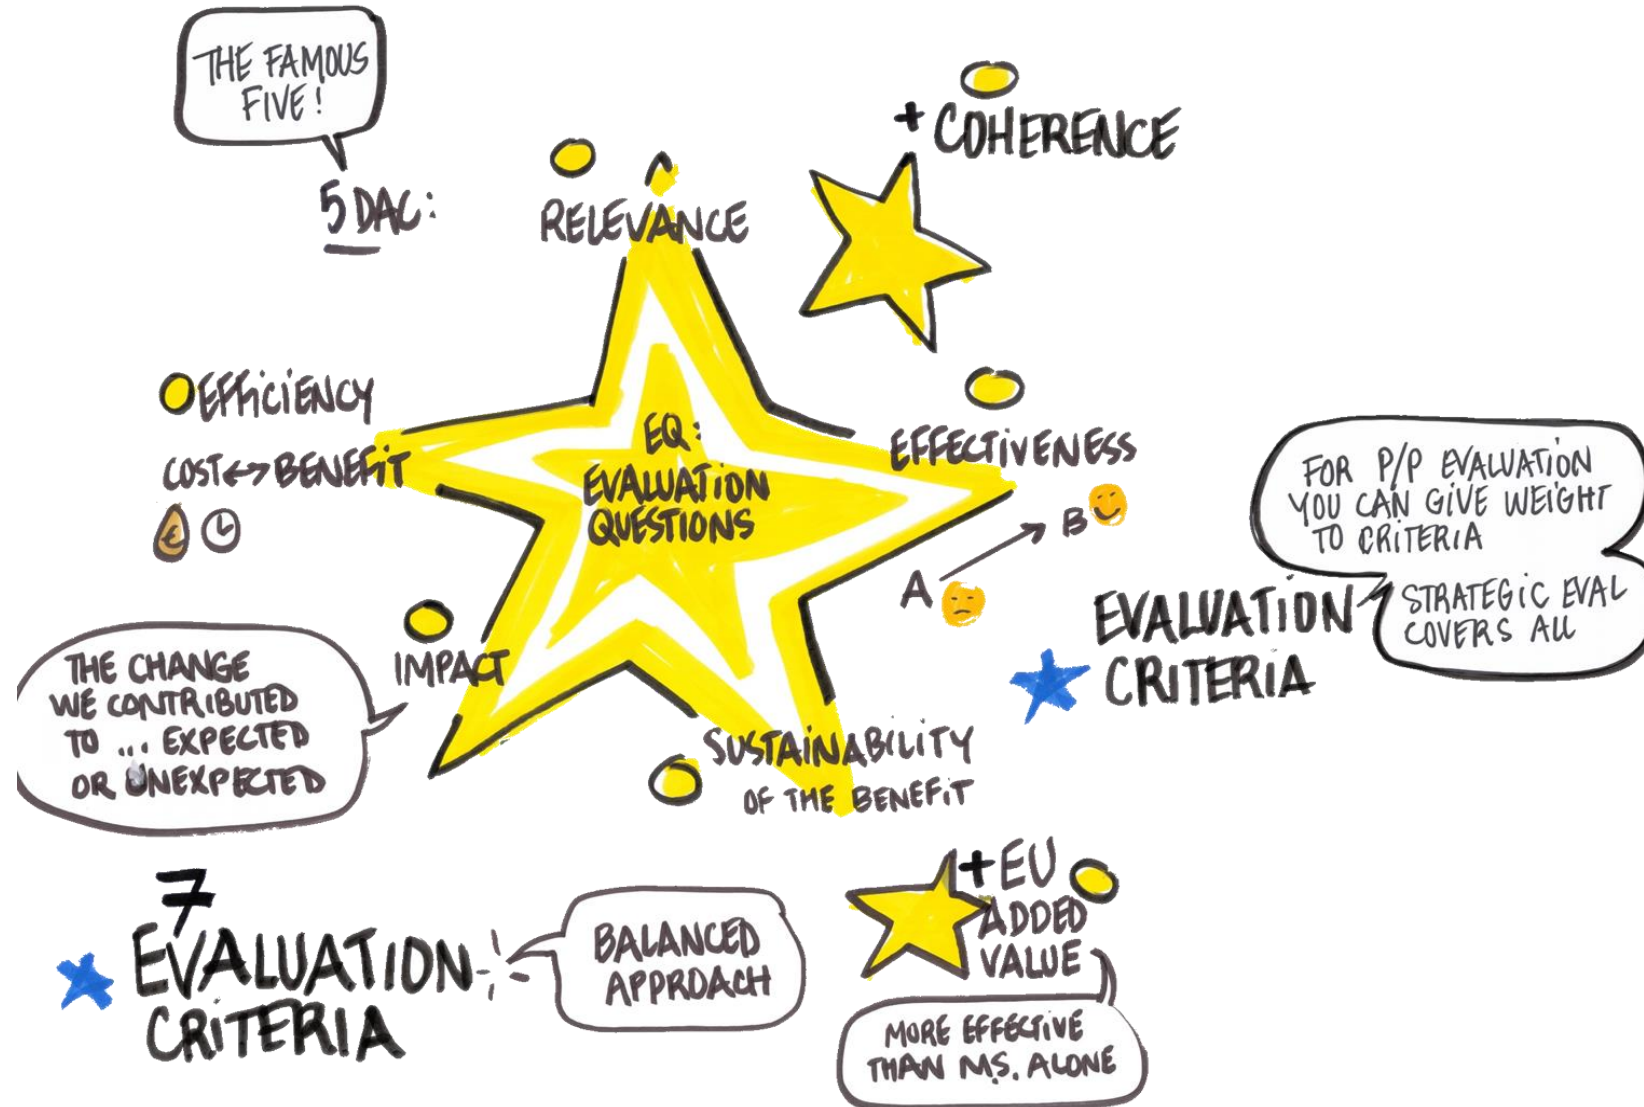 THE FAMOUS
FIVE!
5 DAC:
+ COHERENCE
RELEVANCE
EFFICIENCY
COST <-> BENEFIT
€
EQ:
EVALUATION
QUESTIONS
EFFECTIVENESS
A
B
FOR P/P EVALUATION
YOU CAN GIVE WEIGHT
TO CRITERIA
STRATEGIC EVAL
COVERS ALL
EVALUATION
CRITERIA
IMPACT
THE CHANGE
WE CONTRIBUTED
TO ... EXPECTED
OR UNEXPECTED
SUSTAINABILITY
OF THE BENEFIT
7
EVALUATION
CRITERIA
BALANCED
APPROACH
+ EU
ADDED
VALUE
MORE EFFECTIVE
THAN M.S. ALONE